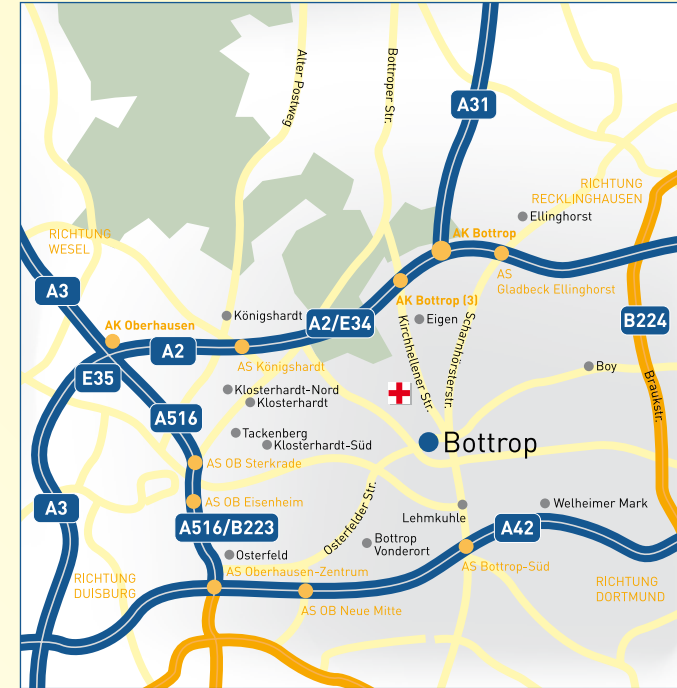 Alter Postweg
Bottroper Str.
A31
RICHTUNG
RECKLINGHAUSEN
Ellinghorst
RICHTUNG
WESEL
AK Bottrop
AS
Gladbeck Ellinghorst
A3
AK Bottrop (3)
Königshardt
A2/E34
Eigen
B224
AK Oberhausen
A2
AS Königshardt
Kirchhellener Str.
Scharnhörsterstr.
E35
Boy
Braukstr.
Klosterhardt-Nord
Klosterhardt
A516
Tackenberg
Klosterhardt-Süd
Bottrop
AS OB Sterkrade
AS OB Eisenheim
Osterfelder Str.
A3
Lehmkuhle
Welheimer Mark
A516/B223
A42
Bottrop
Vonderort
Osterfeld
AS Oberhausen-Zentrum
AS Bottrop-Süd
RICHTUNG
DUISBURG
RICHTUNG
DORTMUND
AS OB Neue Mitte